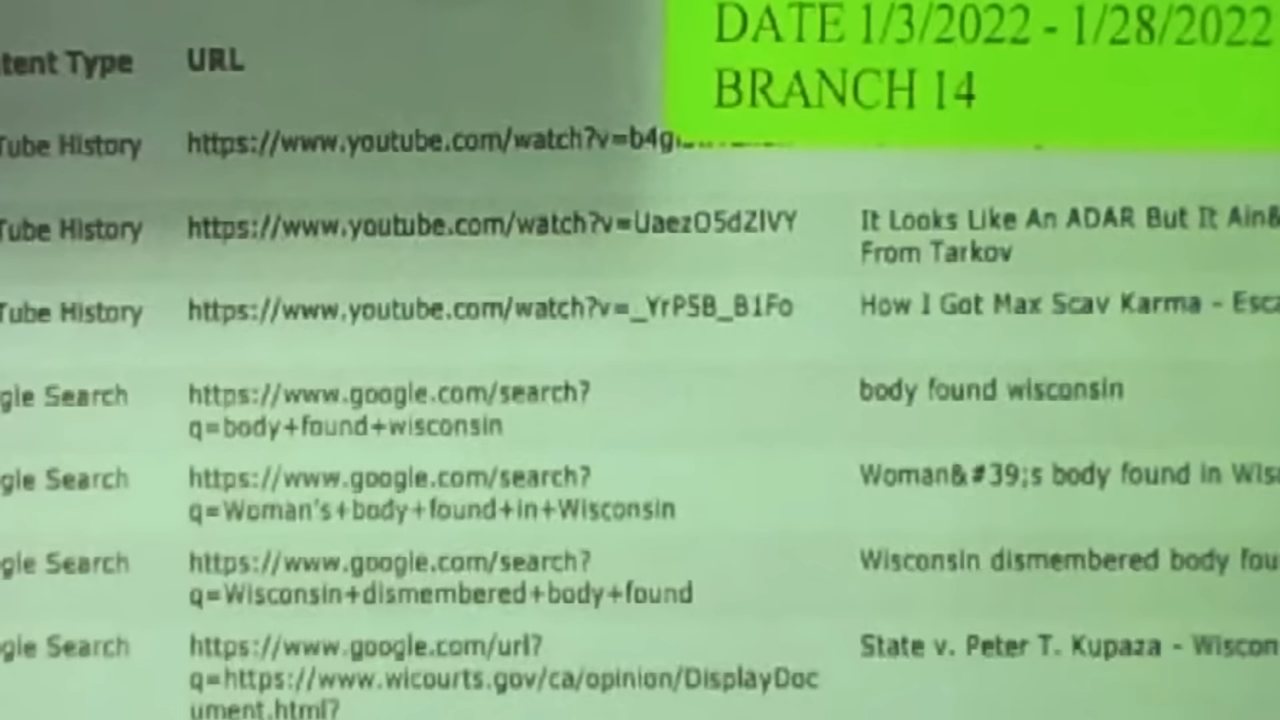 DATE 1/3/2022 - 1/28/2022
BRANCH 14
tent Type URL
Tube History https://www.youtube.com/watch?v=b4g
Tube History https://www.youtube.com/watch?v=UaezO5dZlVY It Looks Like An ADAR But It Ain&
From Tarkov
Tube History https://www.youtube.com/watch?v=_YrP5B_B1Fo How I Got Max Scav Karma - Esc
gle Search https://www.google.com/search? body found wisconsin
q=body+found+wisconsin
gle Search https://www.google.com/search? Woman&#39;s body found in Wis
q=Woman's+body+found+in+Wisconsin
gle Search https://www.google.com/search? Wisconsin dismembered body fou
q=Wisconsin+dismembered+body+found
gle Search https://www.google.com/url? State v. Peter T. Kupaza - Wiscon
q=https://www.wicourts.gov/ca/opinion/DisplayDoc
ument.html?